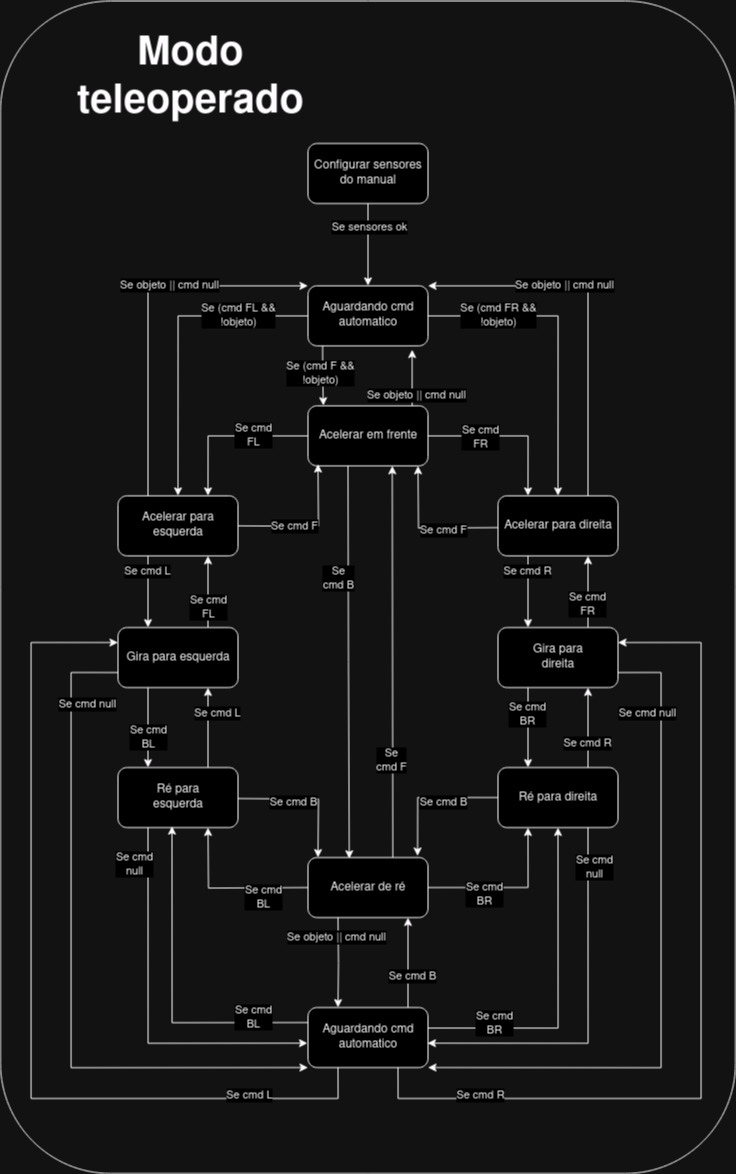 Modo
teleoperado
Configurar sensores
do manual
Se sensores ok
Se objeto || cmd null
Se objeto || cmd null
Aguardando cmd
automatico
Se (cmd FL &&
!objeto)
Se (cmd FR &&
!objeto)
Se (cmd F &&
!objeto)
Se objeto || cmd null
Acelerar em frente
Se cmd
FL
Se cmd
FR
Acelerar para
esquerda
Se cmd F
Se cmd F
Acelerar para direita
Se cmd L
Se
cmd B
Se cmd R
Se cmd
FL
Se cmd
FR
Gira para esquerda
Gira para
direita
Se cmd null
Se cmd L
Se cmd
BR
Se cmd null
Se cmd
BL
Se cmd R
Se
cmd F
Ré para
esquerda
Se cmd B
Se cmd B
Ré para direita
Se cmd
null
Se cmd
null
Acelerar de ré
Se cmd
BL
Se cmd
BR
Se objeto || cmd null
Se cmd B
Se cmd
BL
Se cmd
BR
Aguardando cmd
automatico
Se cmd L
Se cmd R